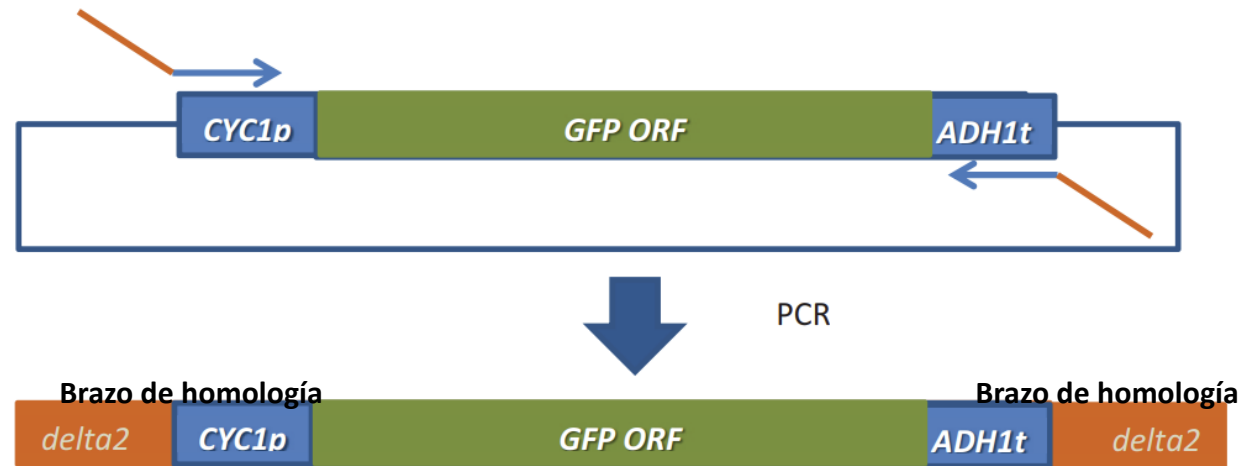 CYC1p GFP ORF ADH1t
PCR
Brazo de homología Brazo de homología
delta2 CYC1p GFP ORF ADH1t delta2